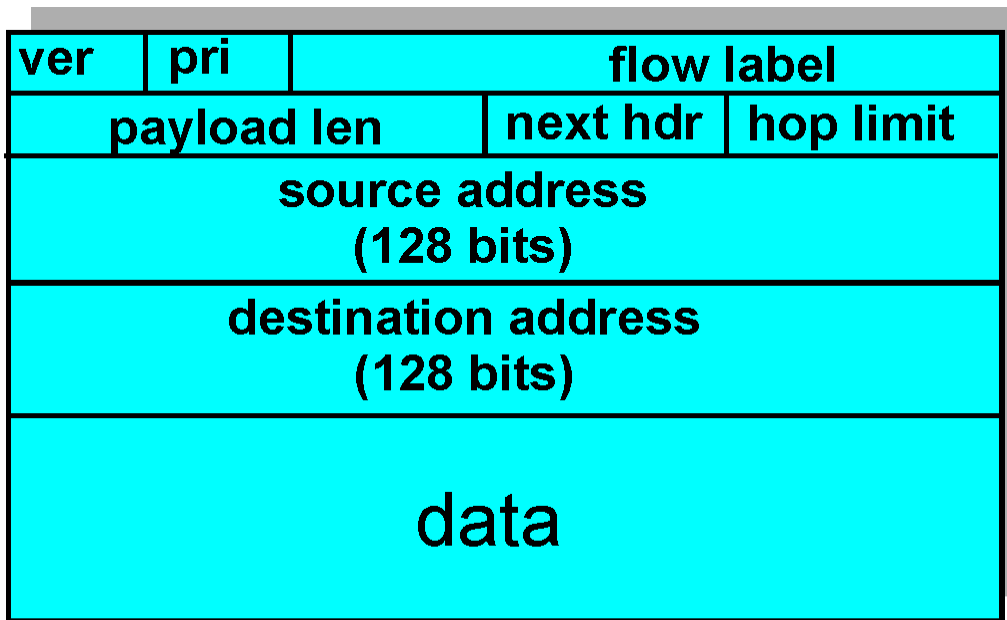 ver pri flow label
payload len next hdr hop limit
source address
(128 bits)
destination address
(128 bits)
data